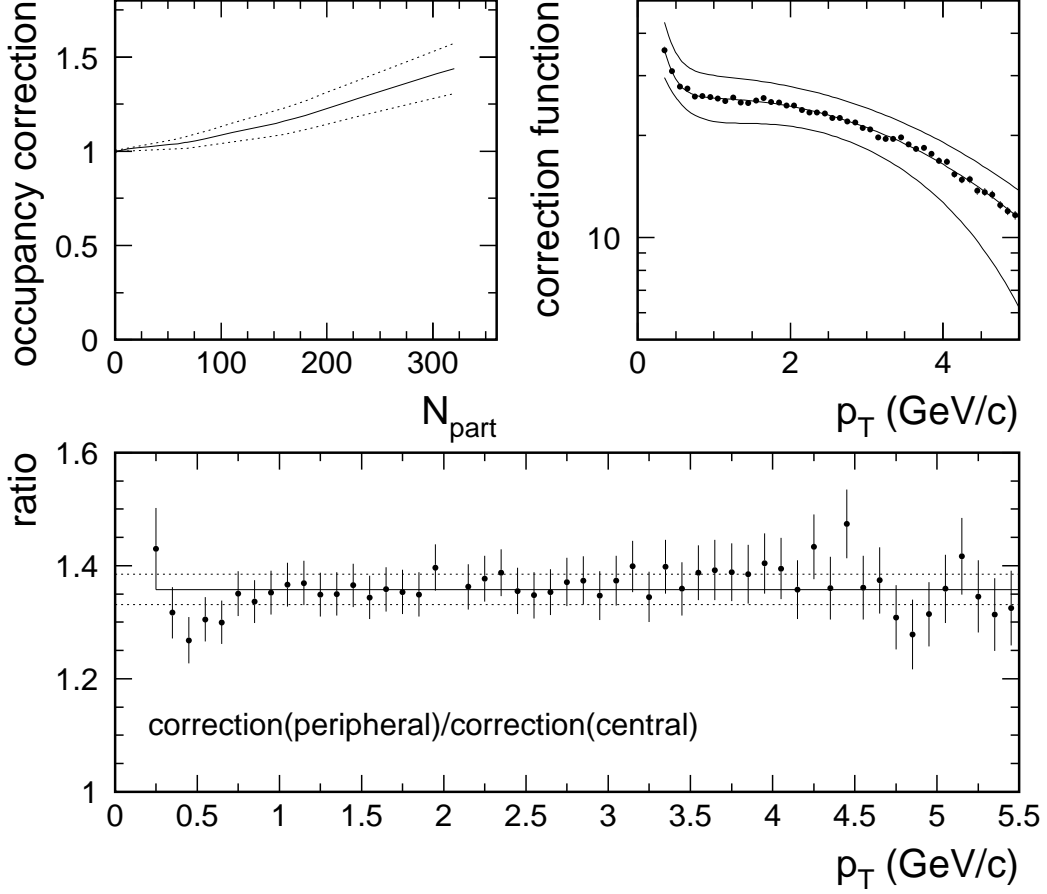 occupancy correction
1.5
1
0.5
0
0 100 200 300
N_part
correction function
10
0 2 4
p_T (GeV/c)
ratio
1.6
1.4
1.2
1
correction(peripheral)/correction(central)
0 0.5 1 1.5 2 2.5 3 3.5 4 4.5 5 5.5
p_T (GeV/c)